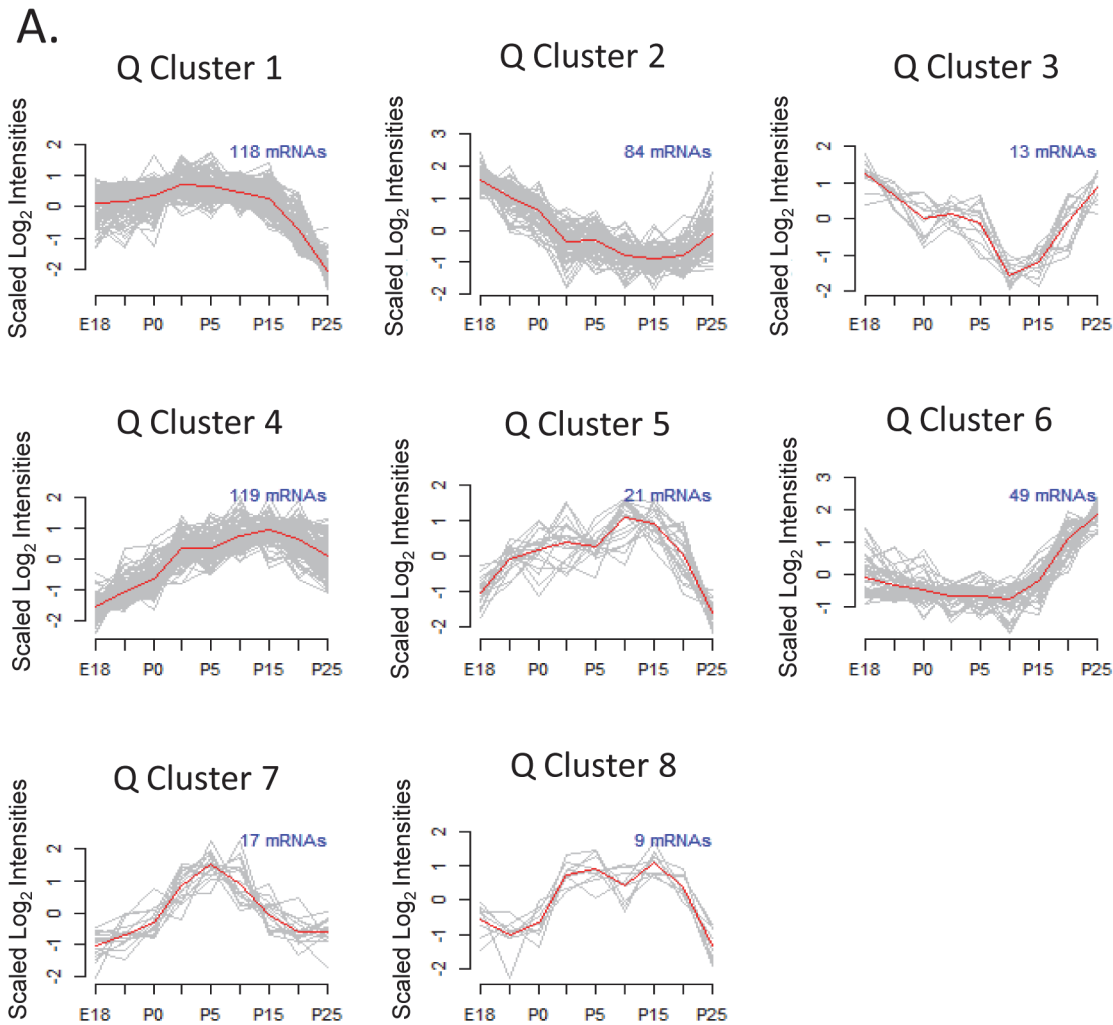 A.
Q Cluster 1
Q Cluster 2
Q Cluster 3
Scaled Log2 Intensities
2
1
0
-1
-2
118 mRNAs
E18 P0 P5 P15 P25
Scaled Log2 Intensities
3
2
1
0
-1
-2
84 mRNAs
E18 P0 P5 P15 P25
Scaled Log2 Intensities
2
1
0
-1
-2
13 mRNAs
E18 P0 P5 P15 P25
Q Cluster 4
Q Cluster 5
Q Cluster 6
Scaled Log2 Intensities
2
1
0
-1
-2
119 mRNAs
E18 P0 P5 P15 P25
Scaled Log2 Intensities
2
1
0
-1
-2
21 mRNAs
E18 P0 P5 P15 P25
Scaled Log2 Intensities
3
2
1
0
-1
49 mRNAs
E18 P0 P5 P15 P25
Q Cluster 7
Q Cluster 8
Scaled Log2 Intensities
2
1
0
-1
-2
17 mRNAs
E18 P0 P5 P15 P25
Scaled Log2 Intensities
2
1
0
-1
-2
9 mRNAs
E18 P0 P5 P15 P25